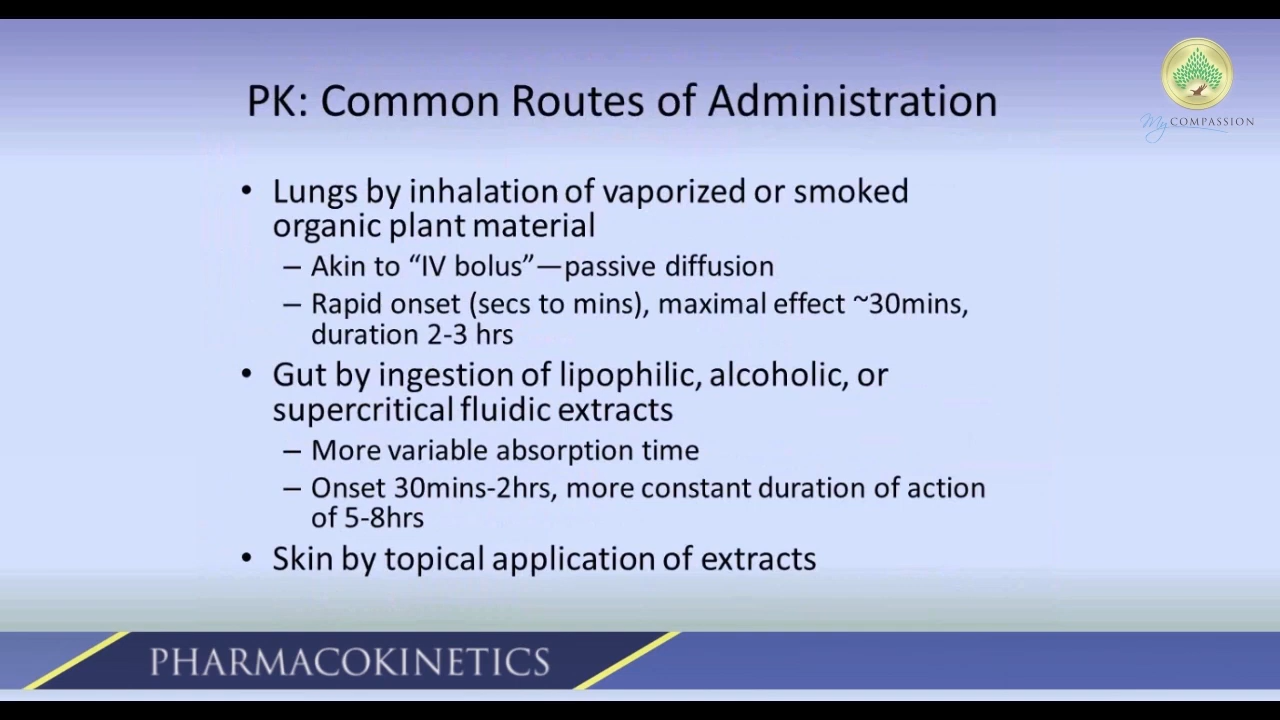 My COMPASSION
PK: Common Routes of Administration
• Lungs by inhalation of vaporized or smoked
organic plant material
– Akin to “IV bolus”—passive diffusion
– Rapid onset (secs to mins), maximal effect ~30mins,
duration 2-3 hrs
• Gut by ingestion of lipophilic, alcoholic, or
supercritical fluidic extracts
– More variable absorption time
– Onset 30mins-2hrs, more constant duration of action
of 5-8hrs
• Skin by topical application of extracts
PHARMACOKINETICS